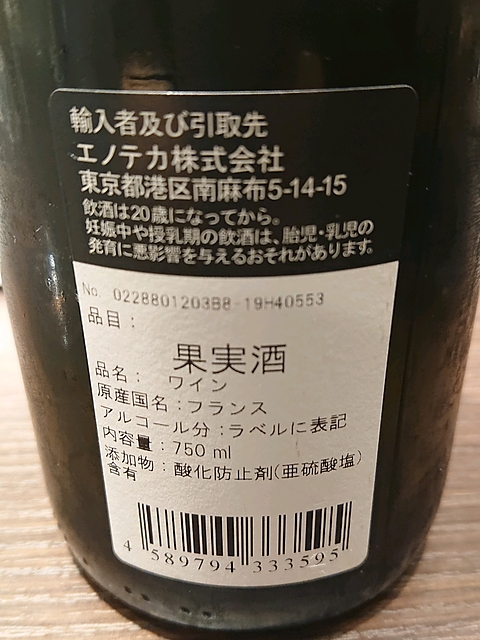 輸入者及び引取先
エノテカ株式会社
東京都港区南麻布5-14-15
飲酒は20歳になってから。
妊娠中や授乳期の飲酒は、胎児・乳児の
発育に悪影響を与えるおそれがあります。
No. 0228801203B8-19H40553
品目：
果実酒
品名： ワイン
原産国名：フランス
アルコール分：ラベルに表記
内容量：750 ml
添加物：酸化防止剤(亜硫酸塩)
含有
4 589794 333595